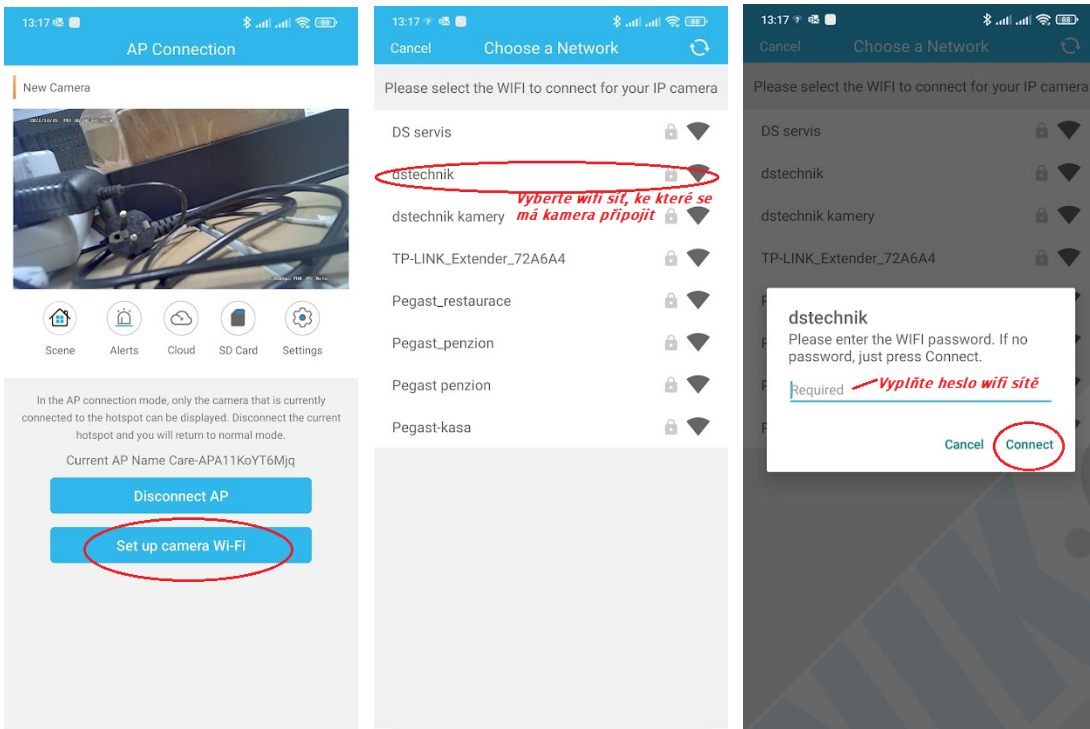 13:17
88
AP Connection
New Camera
Scene
Alerts
Cloud
SD Card
Settings
In the AP connection mode, only the camera that is currently
connected to the hotspot can be displayed. Disconnect the current
hotspot and you will return to normal mode.
Current AP Name Care-APA11KoYT6Mjq
Disconnect AP
Set up camera Wi-Fi
13:17
88
Cancel
Choose a Network
Please select the WIFI to connect for your IP camera
DS servis
dstechnik
Vyberte wifi síť, ke které se
má kamera připojit
dstechnik kamery
TP-LINK_Extender_72A6A4
Pegast_restaurace
Pegast_penzion
Pegast penzion
Pegast-kasa
13:17
88
Cancel
Choose a Network
Please select the WIFI to connect for your IP camera
DS servis
dstechnik
dstechnik kamery
TP-LINK_Extender_72A6A4
dstechnik
Please enter the WIFI password. If no
password, just press Connect.
Required
Vyplňte heslo wifi sítě
Cancel
Connect